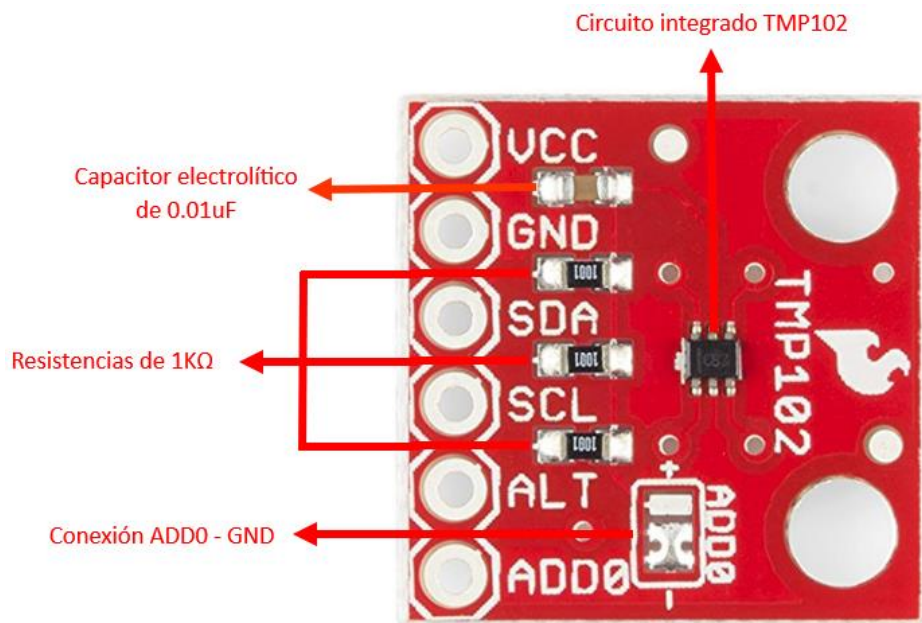 Circuito integrado TMP102
Capacitor electrolítico
de 0.01uF
Resistencias de 1KΩ
Conexión ADD0 - GND
VCC
GND
SDA
SCL
ALT
ADD0
1001
1001
1001
TMP102
+
ADD0
-